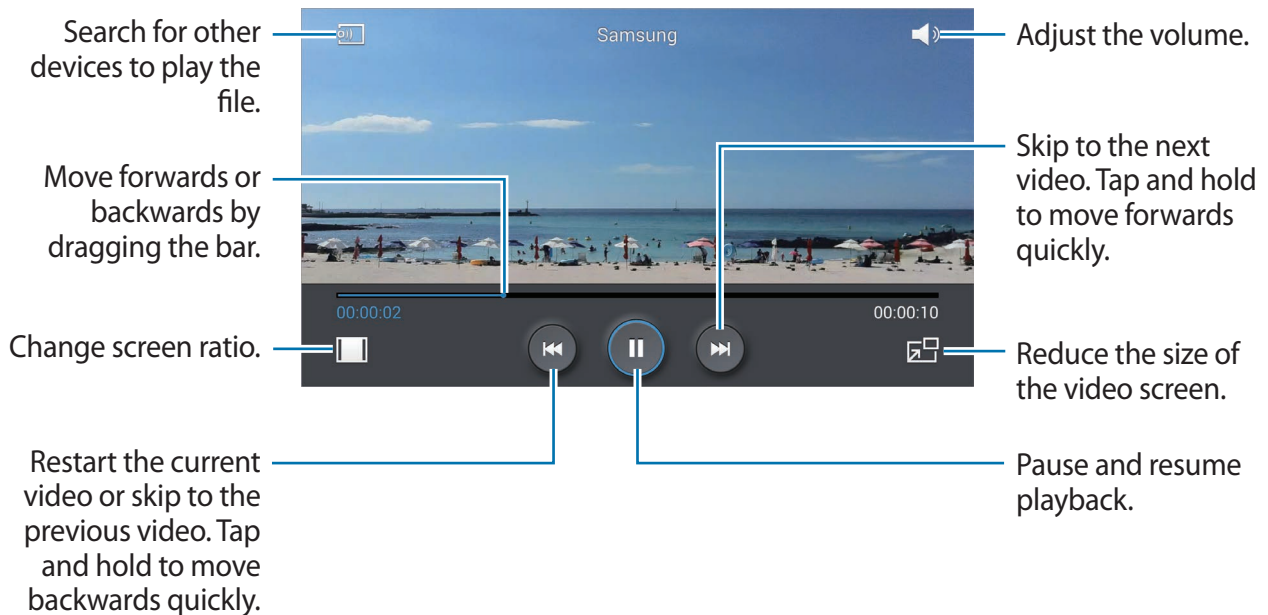 Search for other
devices to play the
file.
Samsung
Adjust the volume.
Move forwards or
backwards by
dragging the bar.
Skip to the next
video. Tap and hold
to move forwards
quickly.
00:00:02
00:00:10
Change screen ratio.
Reduce the size of
the video screen.
Restart the current
video or skip to the
previous video. Tap
and hold to move
backwards quickly.
Pause and resume
playback.